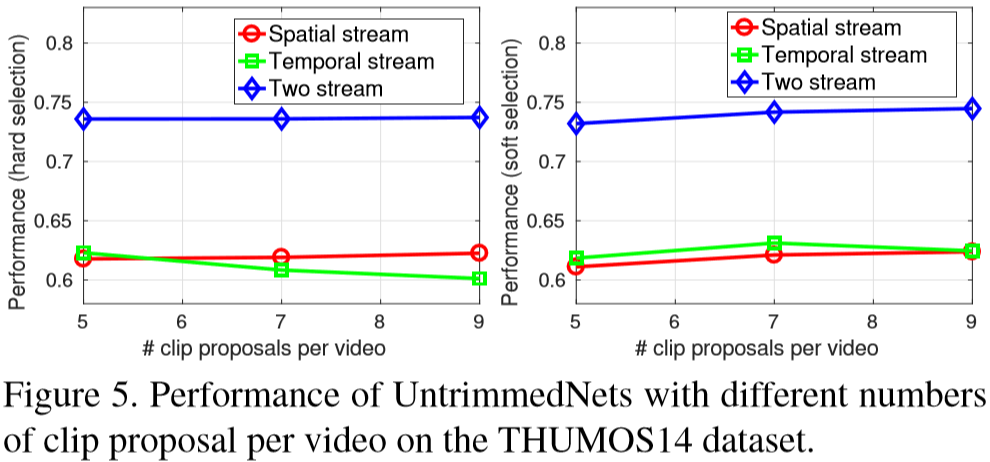 Performance (hard selection)
0.8
0.75
0.7
0.65
0.6
Spatial stream
Temporal stream
Two stream
5 6 7 8 9
# clip proposals per video
Performance (soft selection)
0.8
0.75
0.7
0.65
0.6
Spatial stream
Temporal stream
Two stream
5 6 7 8 9
# clip proposals per video
Figure 5. Performance of UntrimmedNets with different numbers
of clip proposal per video on the THUMOS14 dataset.